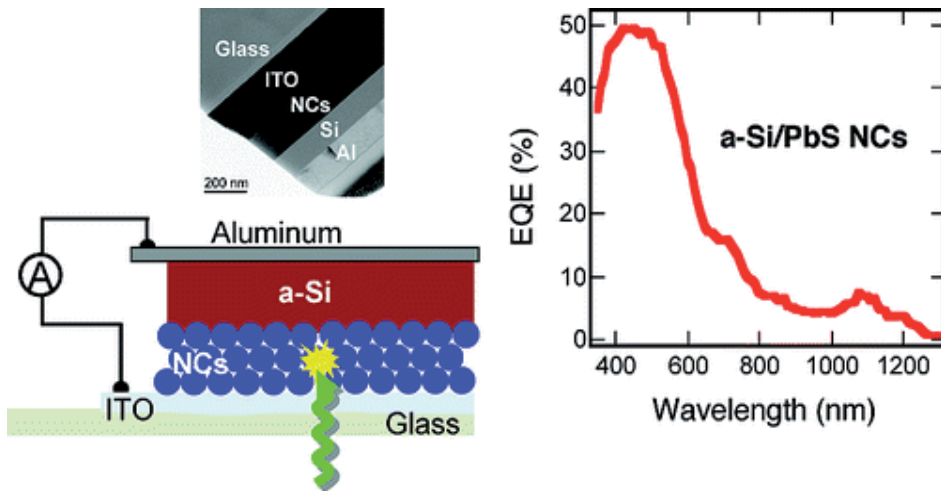 Glass
ITO
NCs
Si
Al
200 nm
Aluminum
A
a-Si
NCs
ITO
Glass
50
40
30
20
10
0
EQE (%)
a-Si/PbS NCs
400 600 800 1000 1200
Wavelength (nm)